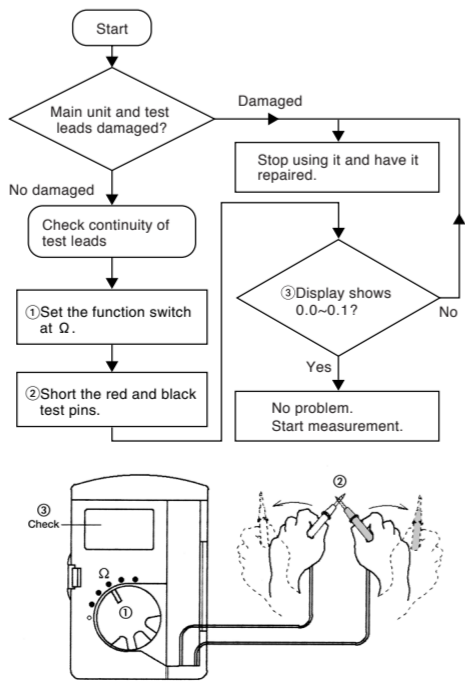 Start
Main unit and test
leads damaged?
Damaged
Stop using it and have it
repaired.
No damaged
Check continuity of
test leads
①Set the function switch
at Ω.
②Short the red and black
test pins.
③Display shows
0.0~0.1?
No
Yes
No problem.
Start measurement.
③
Check
Ω
①
②